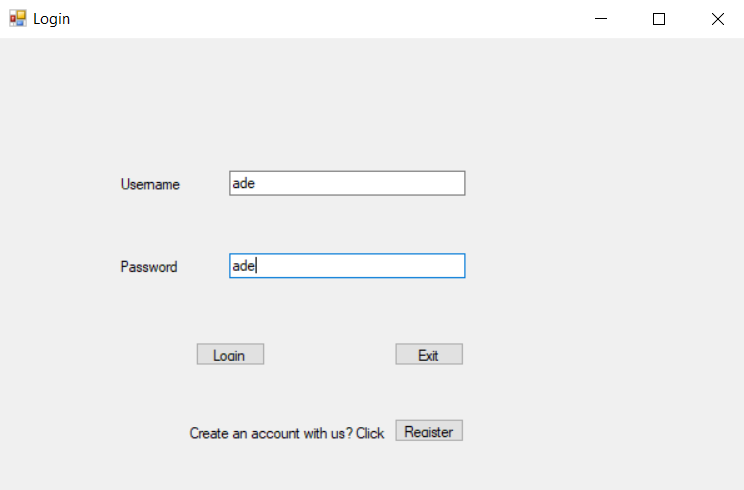 Login
Username ade
Password ade
Login Exit
Create an account with us? Click Register